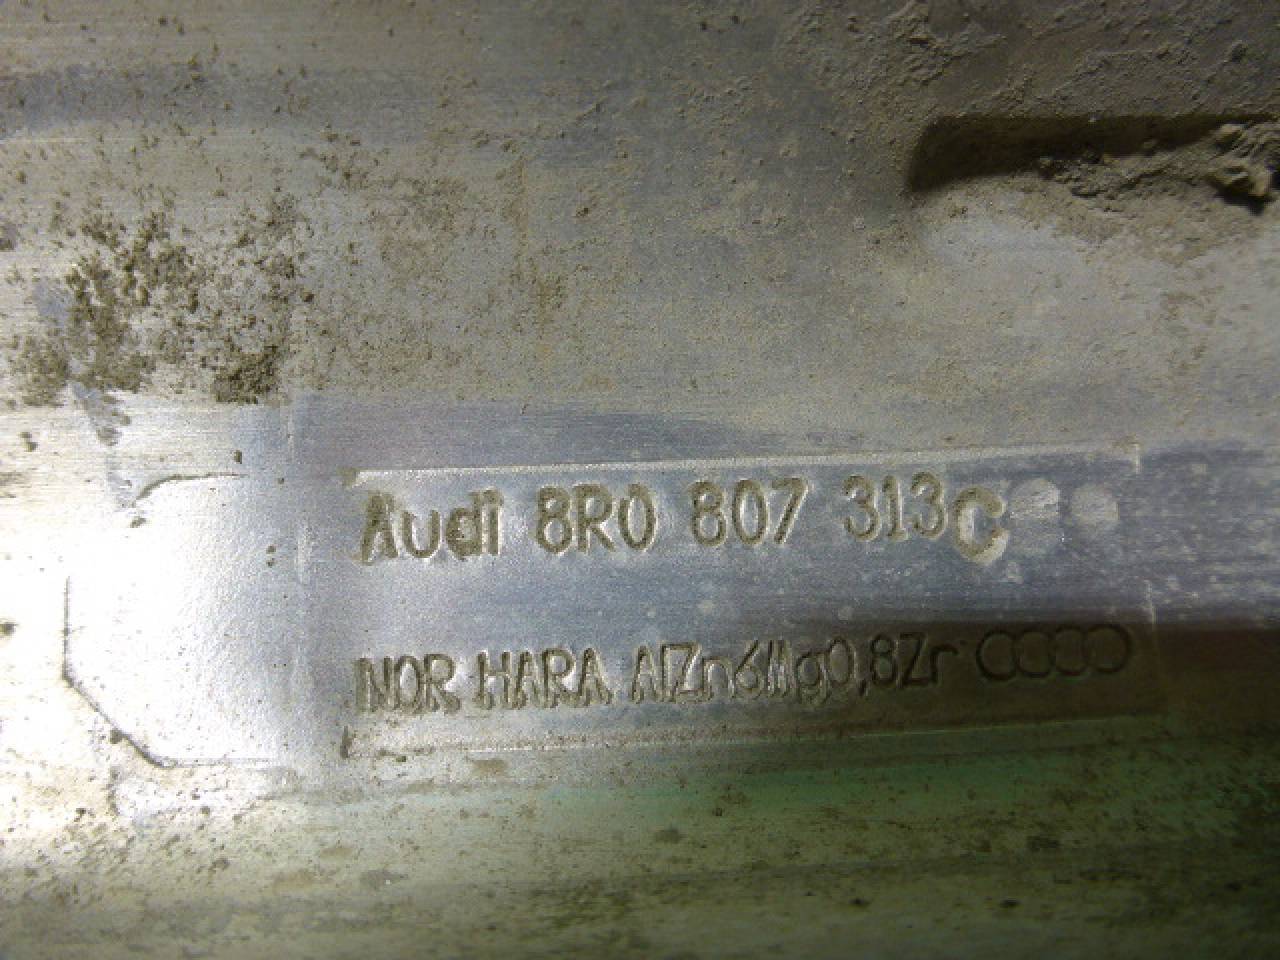 Audi 8R0 807 313C
NOR HARA AlZn6Mg0,8Zr